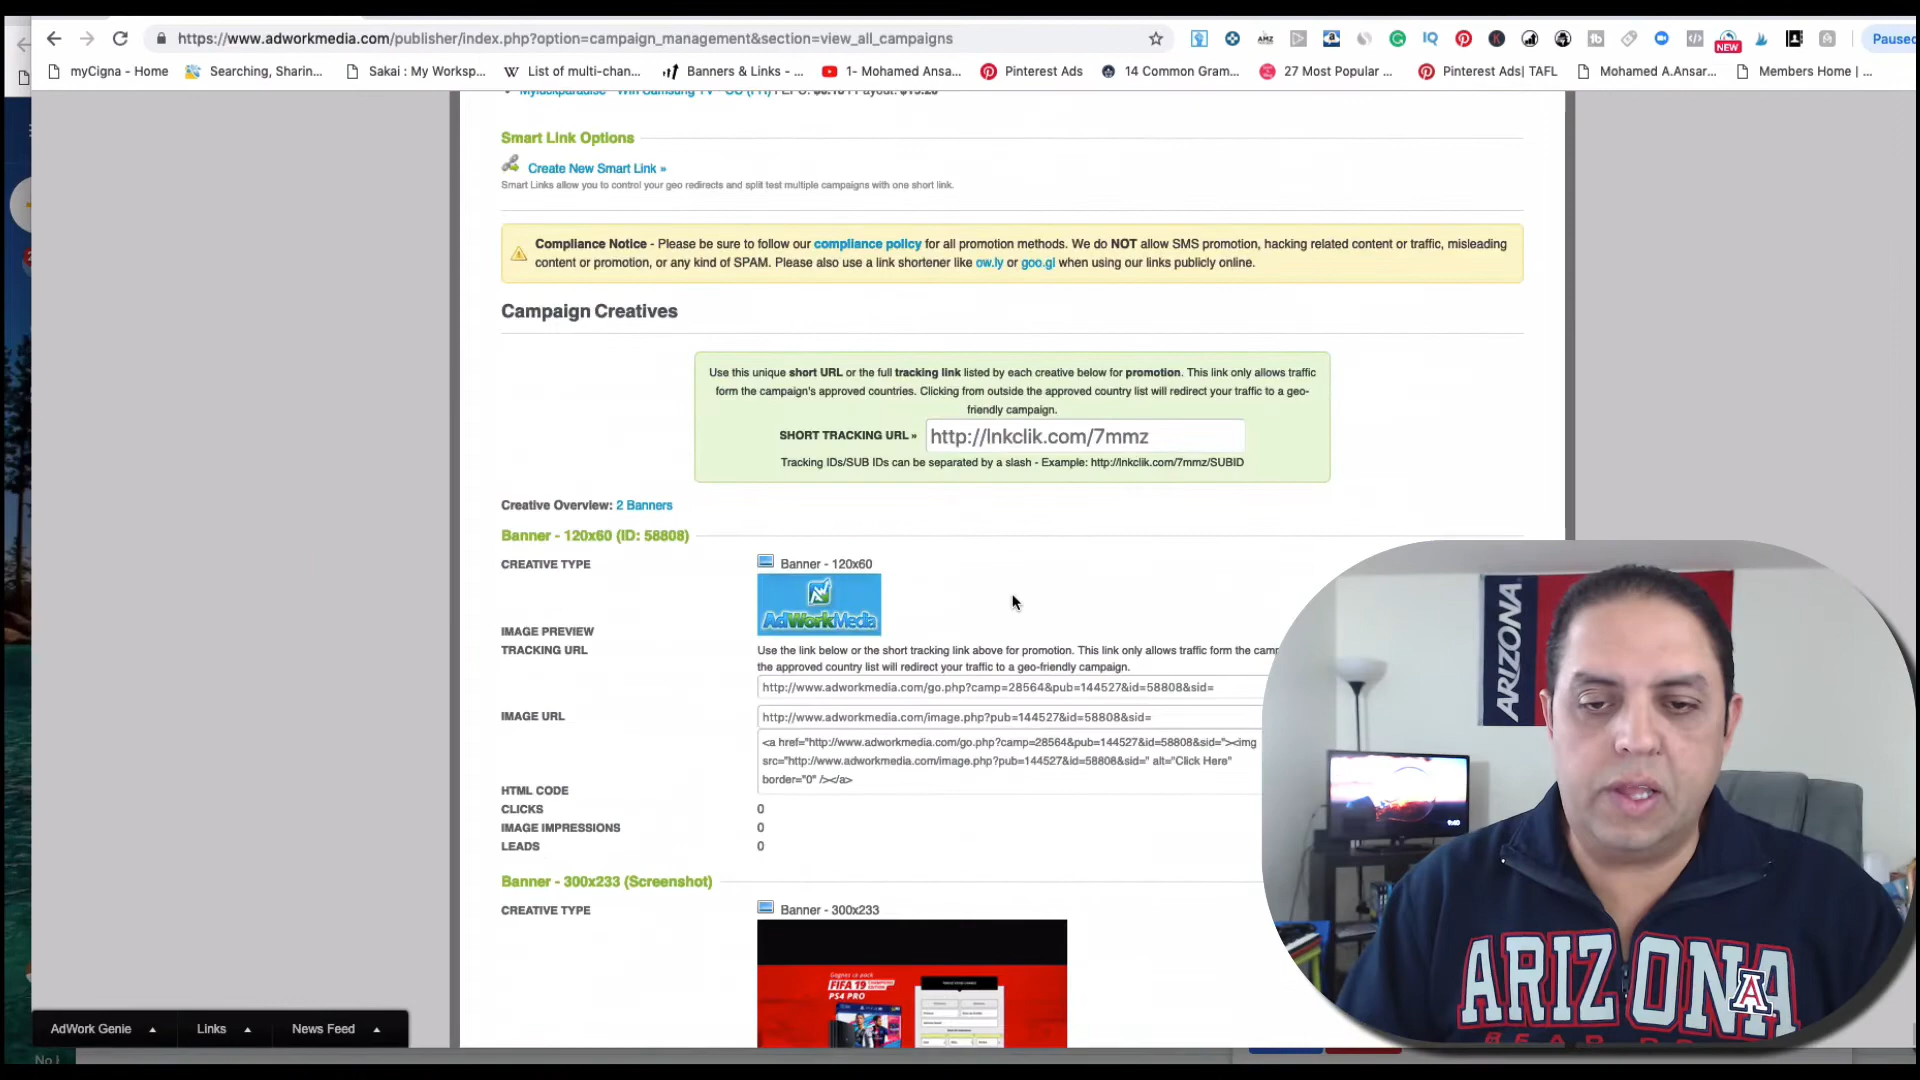 https://www.adworkmedia.com/publisher/index.php?option=campaign_management&section=view_all_campaigns
NEW
Paused
myCigna - Home
Searching, Sharin...
Sakai : My Worksp...
List of multi-chan...
Banners & Links - ...
1- Mohamed Ansa...
Pinterest Ads
14 Common Gram...
27 Most Popular ...
Pinterest Ads| TAFL
Mohamed A.Ansar...
Members Home | ...
Smart Link Options
Create New Smart Link »
Smart Links allow you to control your geo redirects and split test multiple campaigns with one short link.
Compliance Notice - Please be sure to follow our compliance policy for all promotion methods. We do NOT allow SMS promotion, hacking related content or traffic, misleading
content or promotion, or any kind of SPAM. Please also use a link shortener like ow.ly or goo.gl when using our links publicly online.
Campaign Creatives
Use this unique short URL or the full tracking link listed by each creative below for promotion. This link only allows traffic
form the campaign's approved countries. Clicking from outside the approved country list will redirect your traffic to a geo-
friendly campaign.
SHORT TRACKING URL » http://lnkclik.com/7mmz
Tracking IDs/SUB IDs can be separated by a slash - Example: http://lnkclik.com/7mmz/SUBID
Creative Overview: 2 Banners
Banner - 120x60 (ID: 58808)
CREATIVE TYPE
Banner - 120x60
AdWorkMedia
IMAGE PREVIEW
TRACKING URL
Use the link below or the short tracking link above for promotion. This link only allows traffic form the cam
the approved country list will redirect your traffic to a geo-friendly campaign.
http://www.adworkmedia.com/go.php?camp=28564&pub=144527&id=58808&sid=
IMAGE URL
http://www.adworkmedia.com/image.php?pub=144527&id=58808&sid=
<a href="http://www.adworkmedia.com/go.php?camp=28564&pub=144527&id=58808&sid="><img
src="http://www.adworkmedia.com/image.php?pub=144527&id=58808&sid=" alt="Click Here"
border="0" /></a>
HTML CODE
CLICKS 0
IMAGE IMPRESSIONS 0
LEADS 0
Banner - 300x233 (Screenshot)
CREATIVE TYPE
Banner - 300x233
Gagnez ce pack
FIFA 19
PS4 PRO
AdWork Genie
Links
News Feed
ARIZONA
9:40
ARIZONA
A